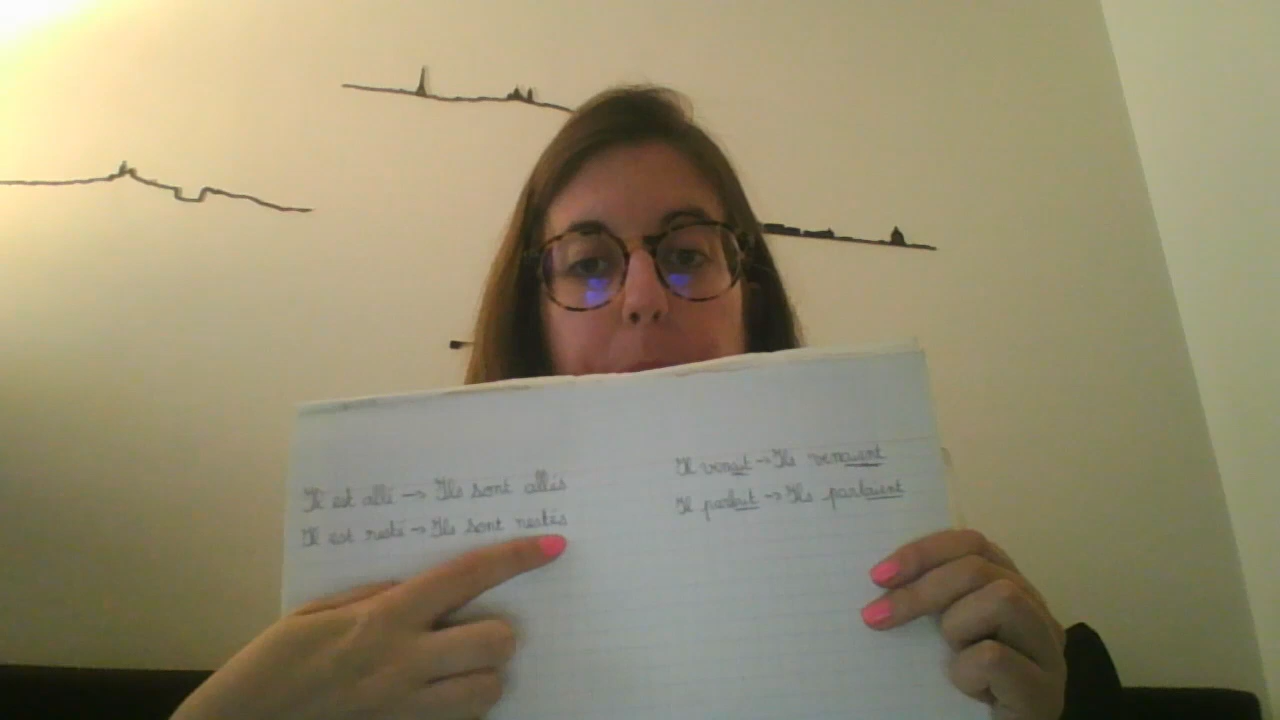 Il est allé → Ils sont allés
Il est resté → Ils sont restés
Il venait → Ils venaient
Il parlait → Ils parlaient